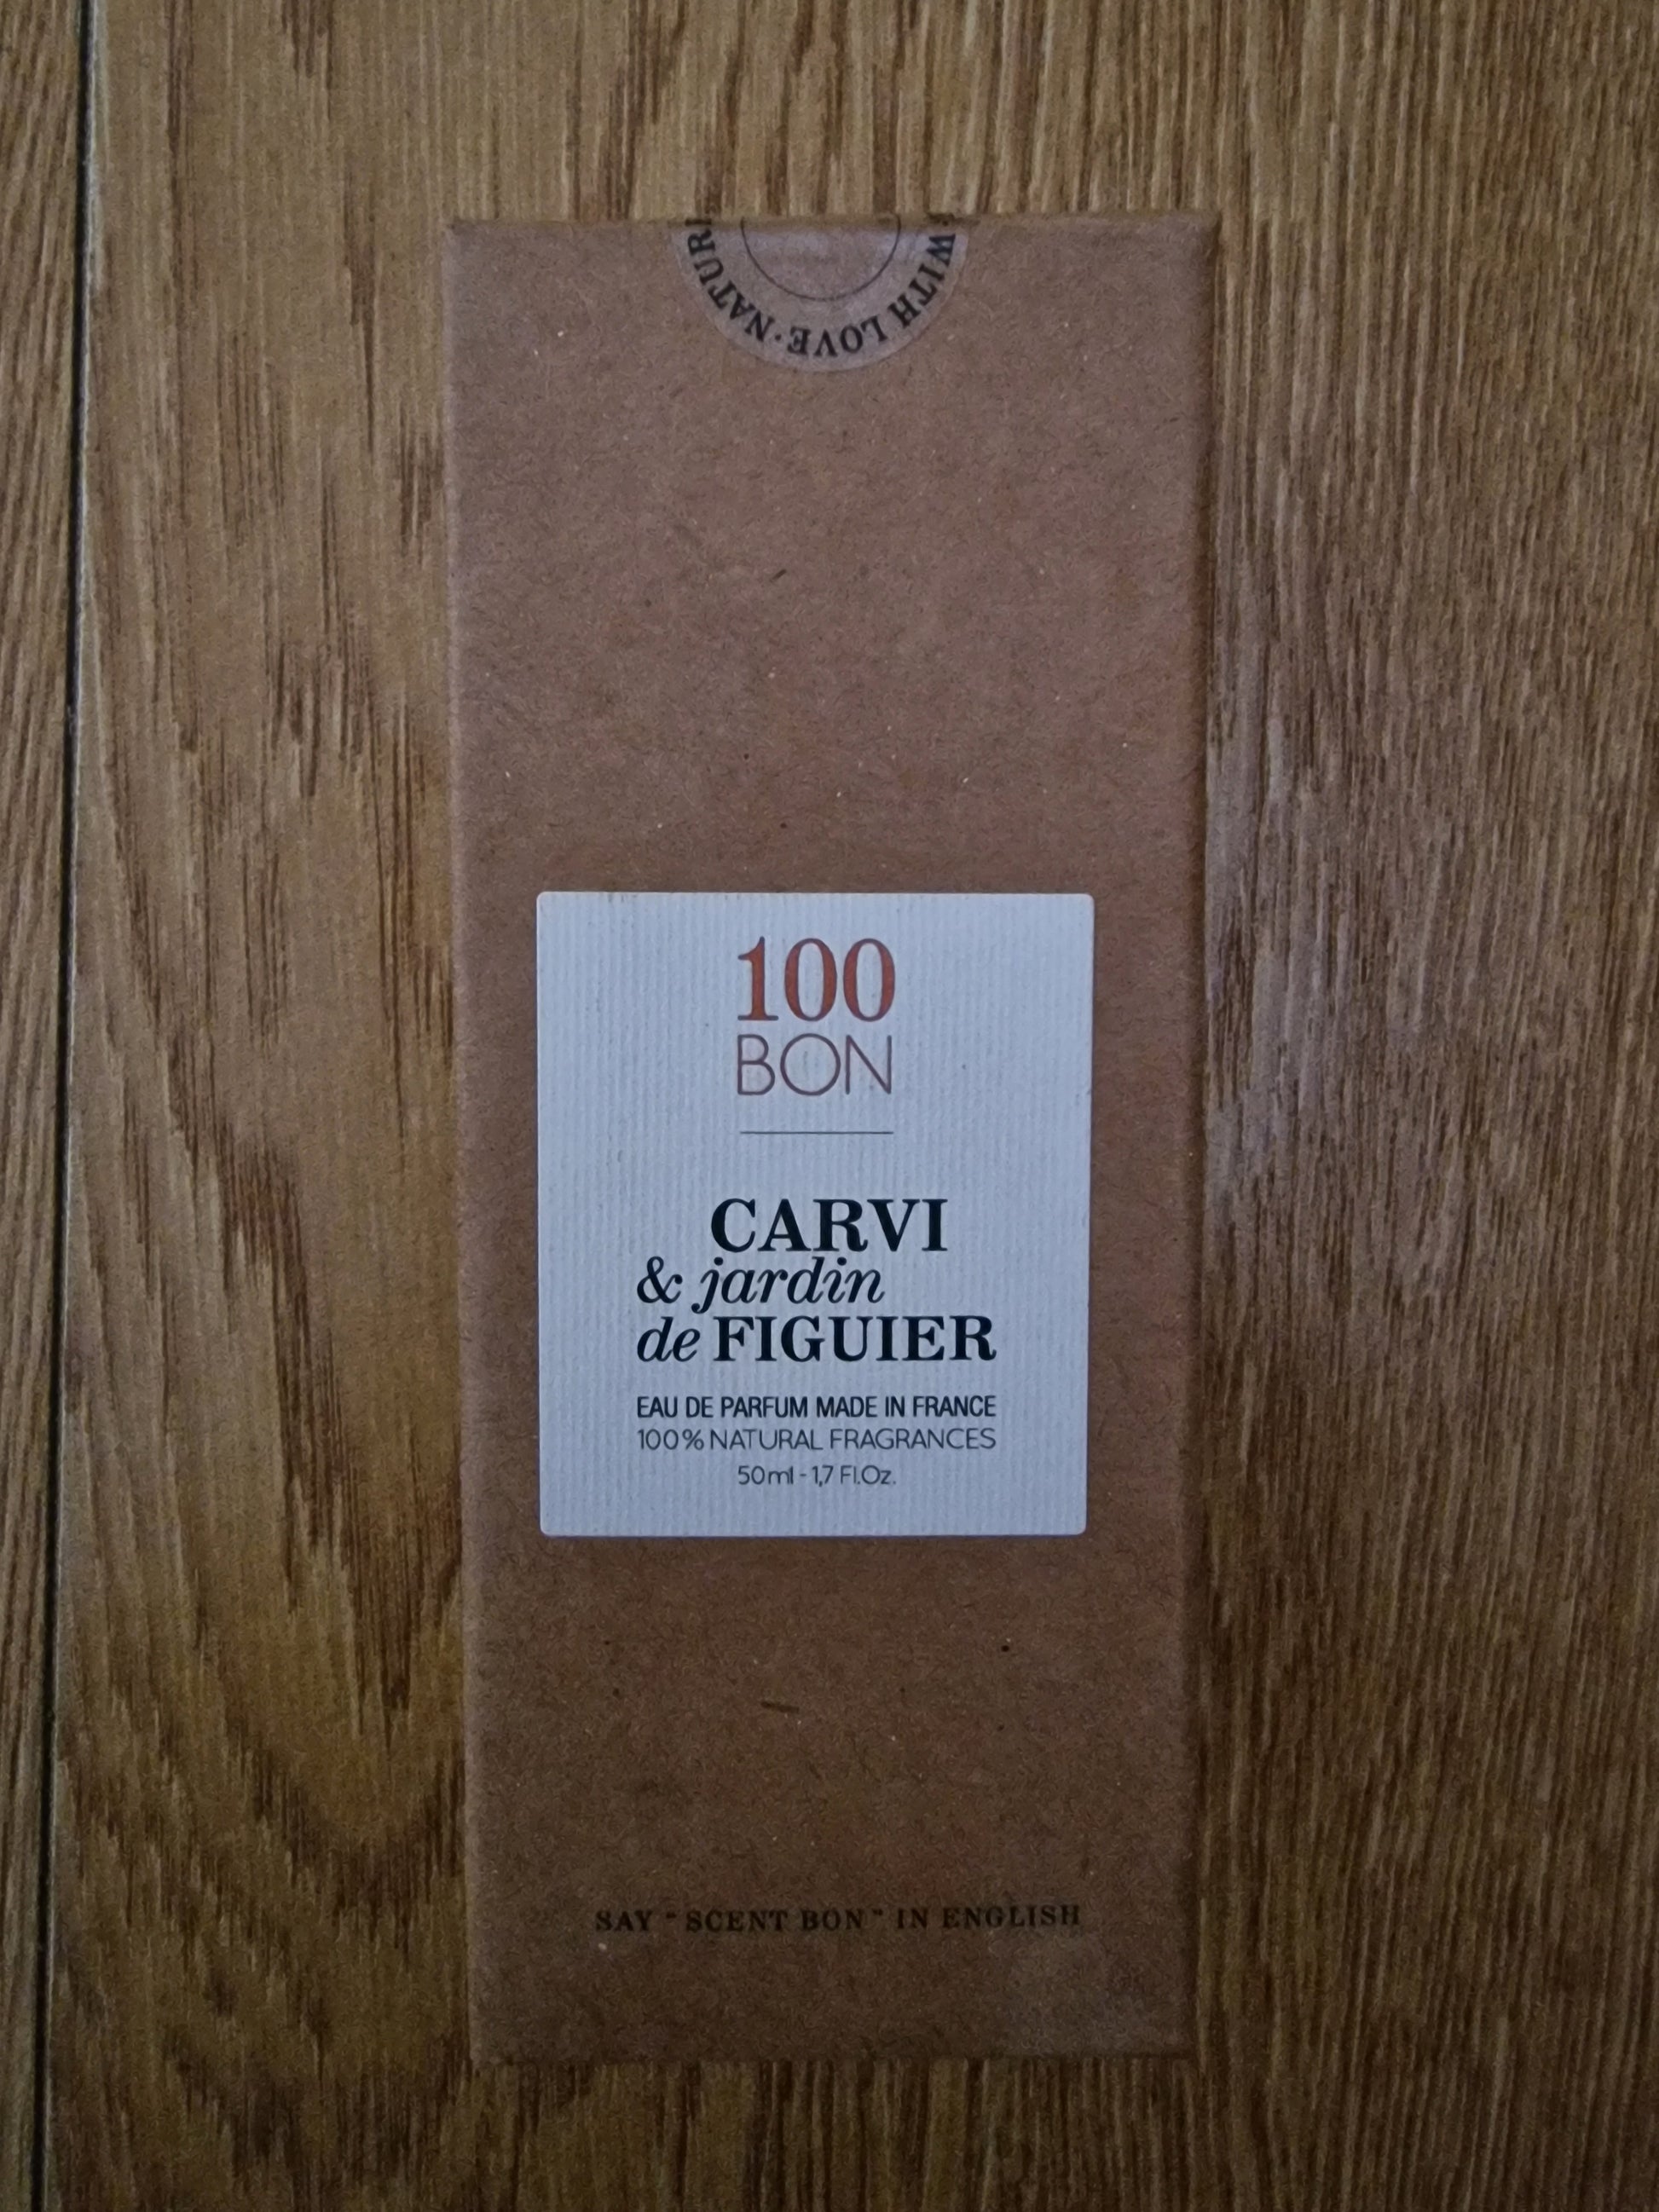 WITH LOVE · NATUR
100
BON
CARVI
& jardin
de FIGUIER
EAU DE PARFUM MADE IN FRANCE
100% NATURAL FRAGRANCES
50ml - 1,7 Fl.Oz.
SAY "SCENT BON" IN ENGLISH